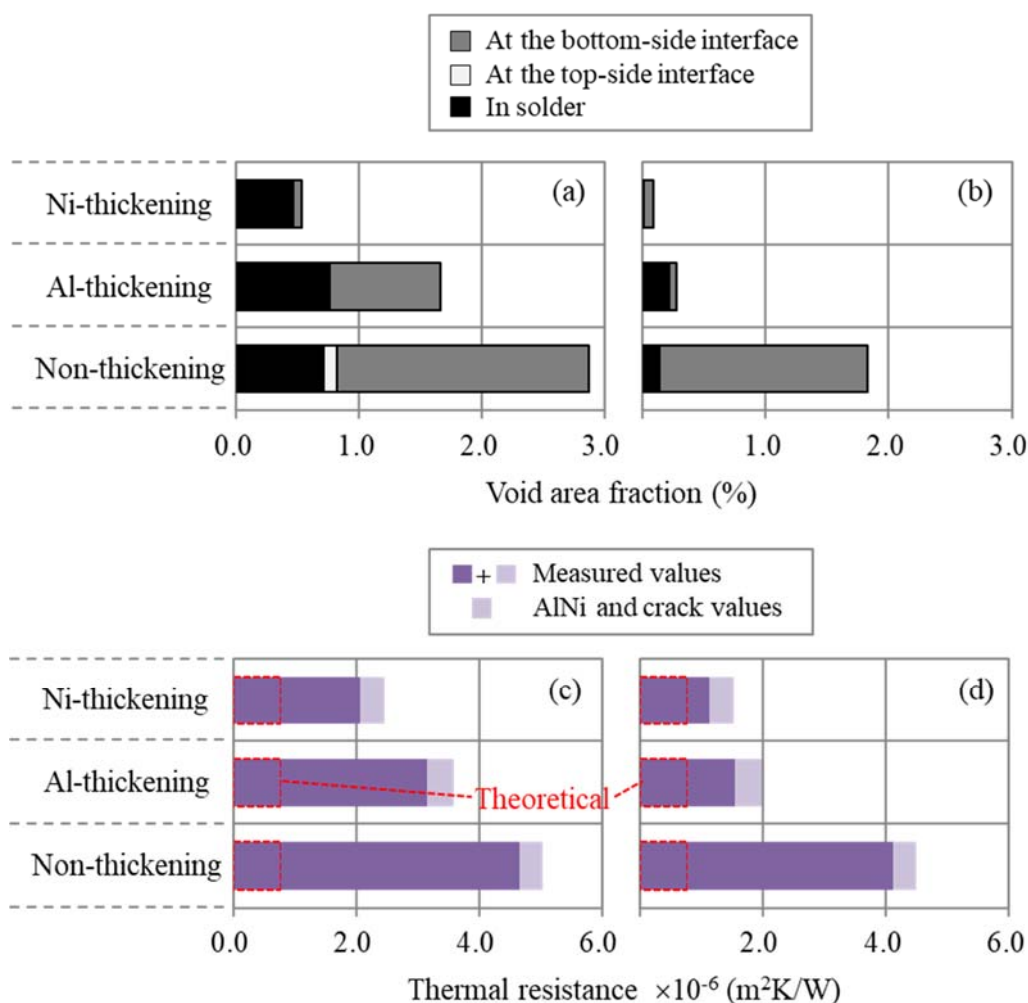 At the bottom-side interface
At the top-side interface
In solder
Ni-thickening
(a)
(b)
Al-thickening
Non-thickening
0.0 1.0 2.0 3.0 1.0 2.0 3.0
Void area fraction (%)
+ Measured values
AlNi and crack values
Ni-thickening
(c)
(d)
Al-thickening
Theoretical
Non-thickening
0.0 2.0 4.0 6.0 2.0 4.0 6.0
Thermal resistance ×10⁻⁶ (m²K/W)